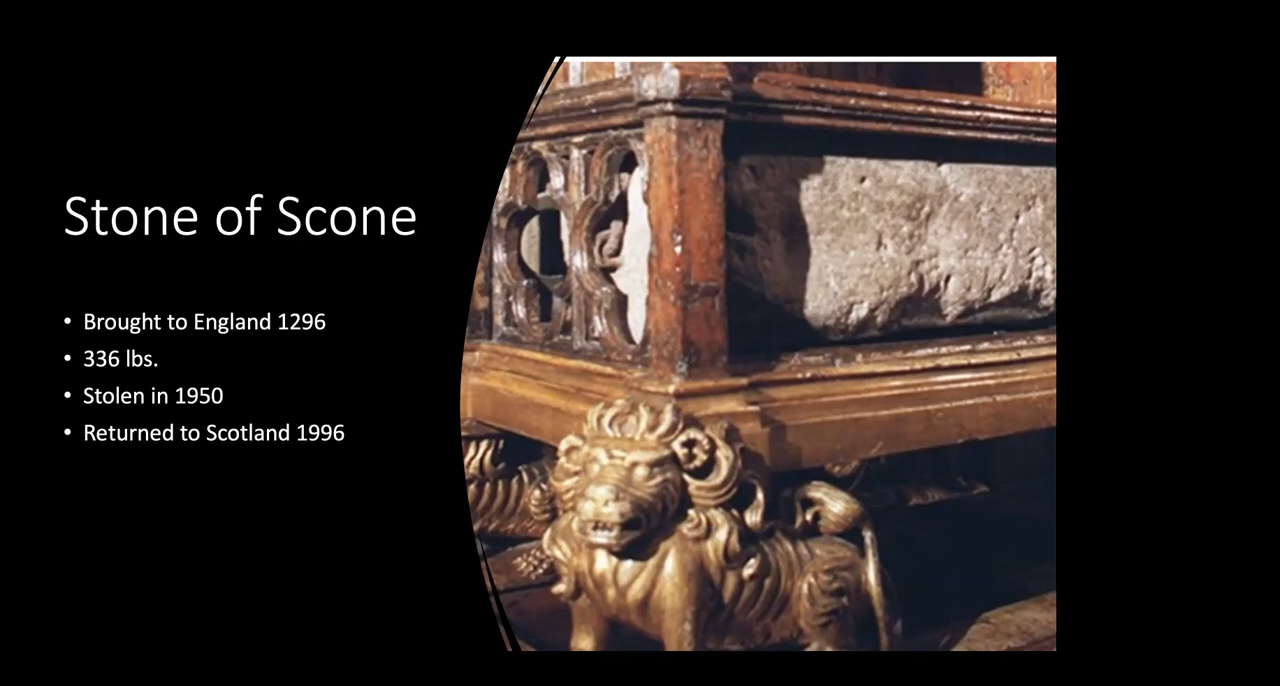 Stone of Scone
• Brought to England 1296
• 336 lbs.
• Stolen in 1950
• Returned to Scotland 1996